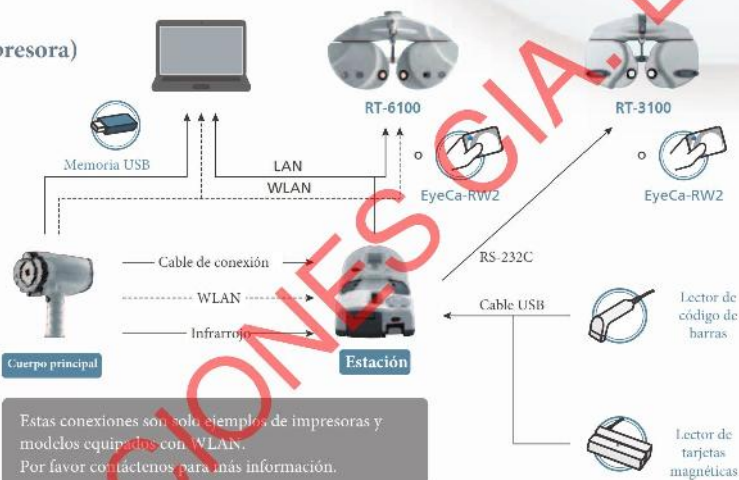 presora)
RT-6100
RT-3100
Memoria USB
LAN
WLAN
o
EyeCa-RW2
o
EyeCa-RW2
Cable de conexión
WLAN
Infrarrojo
RS-232C
Cable USB
Lector de
código de
barras
Cuerpo principal
Estación
Estas conexiones son solo ejemplos de impresoras y
modelos equipados con WLAN.
Por favor contáctenos para más información.
Lector de
tarjetas
magnéticas
CIONES CIA.